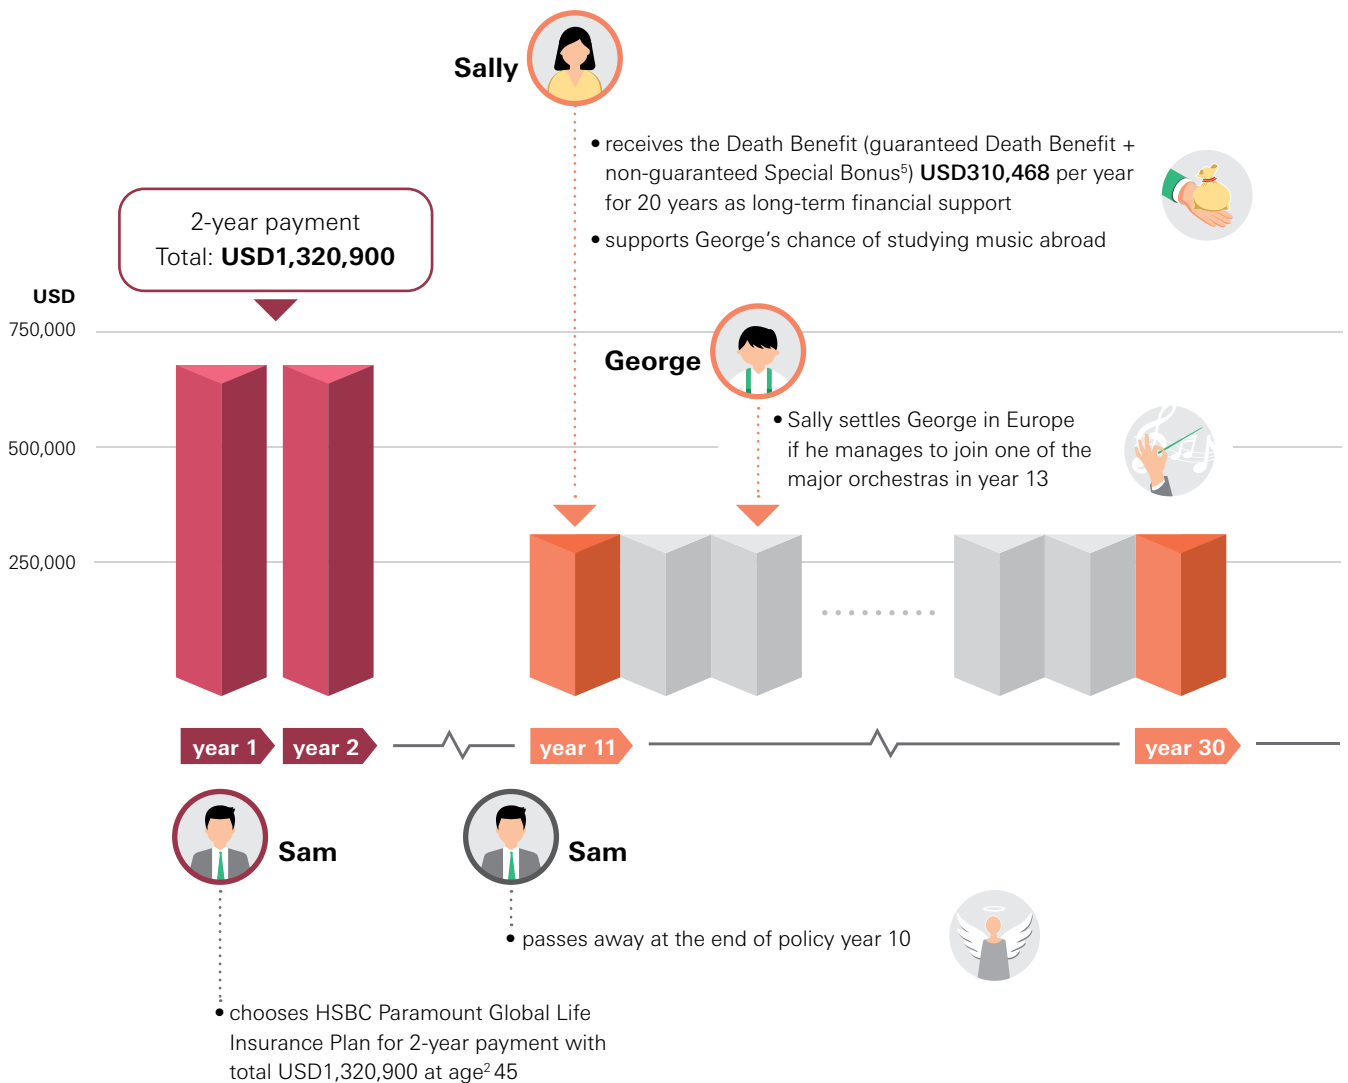 Sally
• receives the Death Benefit (guaranteed Death Benefit +
non-guaranteed Special Bonus⁵) USD310,468 per year
for 20 years as long-term financial support
• supports George’s chance of studying music abroad
2-year payment
Total: USD1,320,900
USD
750,000
500,000
250,000
George
• Sally settles George in Europe
if he manages to join one of the
major orchestras in year 13
year 1
year 2
year 11
year 30
Sam
Sam
• passes away at the end of policy year 10
• chooses HSBC Paramount Global Life
Insurance Plan for 2-year payment with
total USD1,320,900 at age² 45